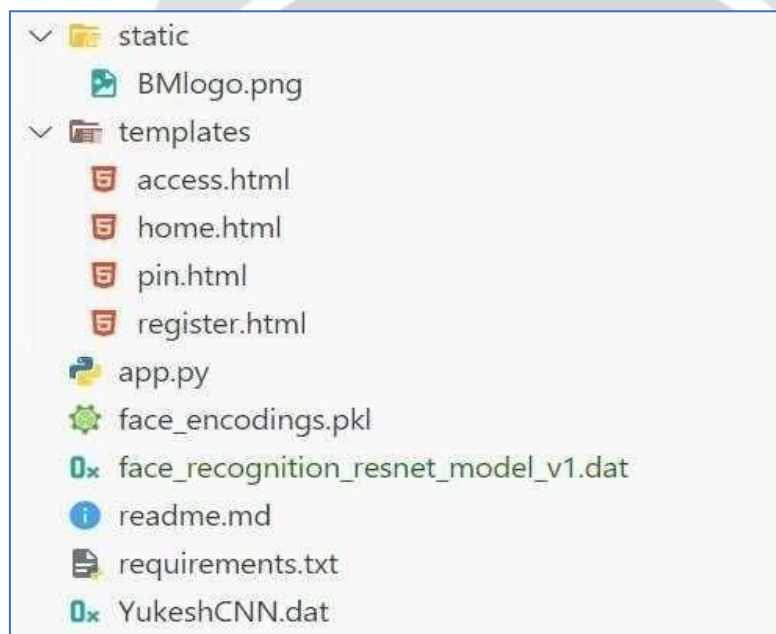 static
BMlogo.png
templates
access.html
home.html
pin.html
register.html
app.py
face_encodings.pkl
face_recognition_resnet_model_v1.dat
readme.md
requirements.txt
YukeshCNN.dat